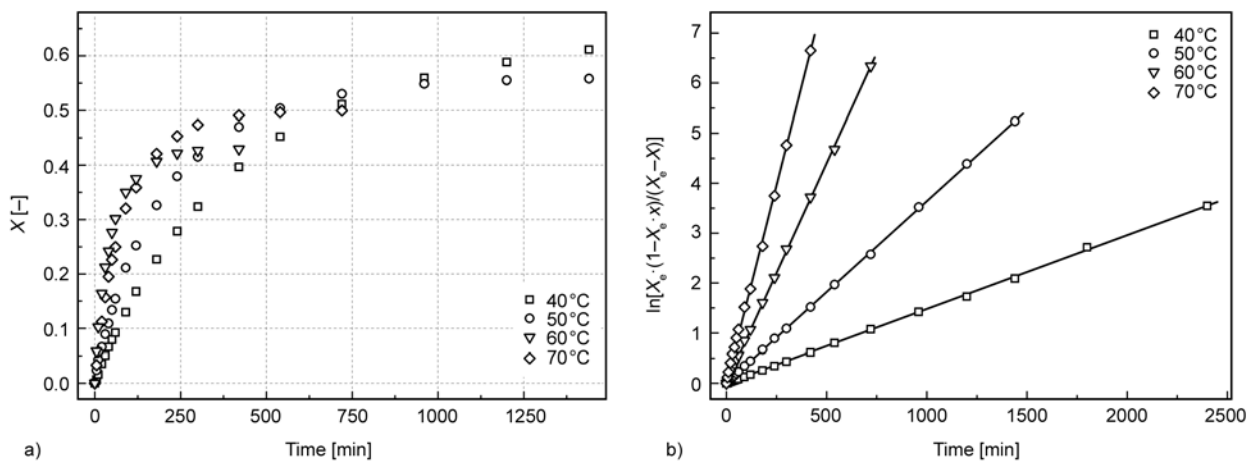 X [–]
0.6
0.5
0.4
0.3
0.2
0.1
0.0
0 250 500 750 1000 1250
Time [min]
40°C
50°C
60°C
70°C
a)
ln[Xe·(1–Xe·x)/(Xe–X)]
7
6
5
4
3
2
1
0
0 500 1000 1500 2000 2500
Time [min]
40°C
50°C
60°C
70°C
b)